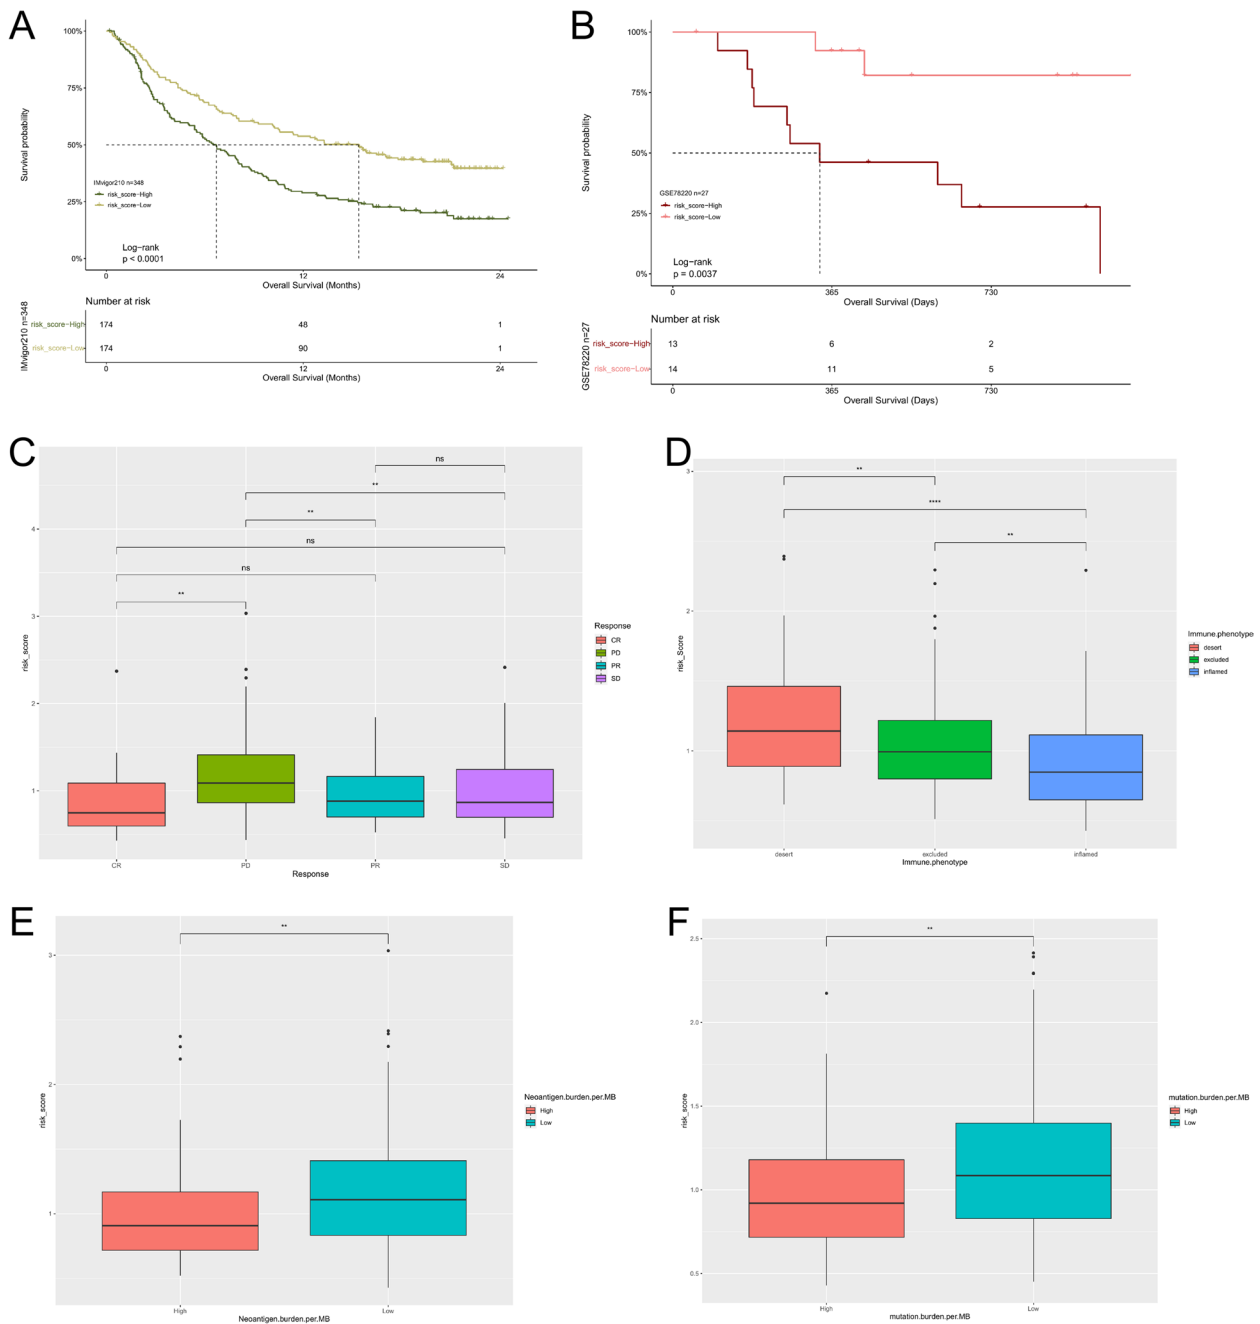 A
100%
75%
50%
25%
0%
Survival probability
IMvigor210 n=348
risk_score-High
risk_score-Low
Log-rank
p < 0.0001
0
12
24
Overall Survival (Months)
Number at risk
IMvigor210 n=348
risk_score-High
174
48
1
risk_score-Low
174
90
1
0
12
24
Overall Survival (Months)
B
100%
75%
50%
25%
0%
Survival probability
GSE78220 n=27
risk_score-High
risk_score-Low
Log-rank
p = 0.0037
0
365
730
Overall Survival (Days)
Number at risk
GSE78220 n=27
risk_score-High
13
6
2
risk_score-Low
14
11
5
0
365
730
Overall Survival (Days)
C
ns
**
**
ns
ns
**
4
3
2
1
risk_score
CR
PD
PR
SD
Response
Response
CR
PD
PR
SD
D
**
****
**
3
2
1
risk_Score
desert
excluded
inflamed
Immune.phenotype
Immune.phenotype
desert
excluded
inflamed
E
**
3
2
1
risk_score
High
Low
Neoantigen.burden.per.MB
Neoantigen.burden.per.MB
High
Low
F
**
2.5
2.0
1.5
1.0
0.5
risk_score
High
Low
mutation.burden.per.MB
mutation.burden.per.MB
High
Low